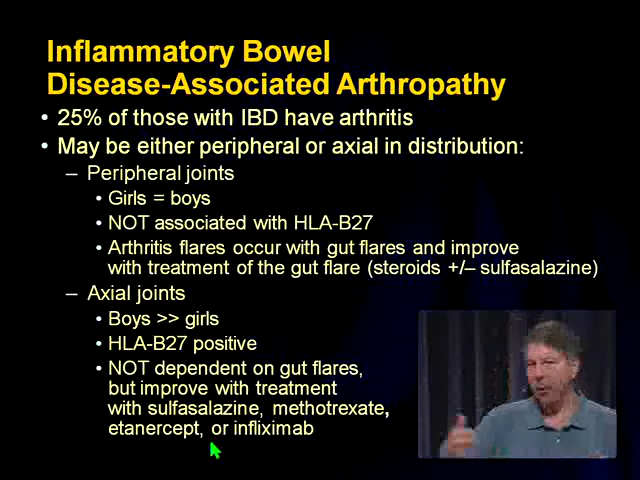 Inflammatory Bowel
Disease-Associated Arthropathy
• 25% of those with IBD have arthritis
• May be either peripheral or axial in distribution:
– Peripheral joints
• Girls = boys
• NOT associated with HLA-B27
• Arthritis flares occur with gut flares and improve
with treatment of the gut flare (steroids +/– sulfasalazine)
– Axial joints
• Boys >> girls
• HLA-B27 positive
• NOT dependent on gut flares,
but improve with treatment
with sulfasalazine, methotrexate,
etanercept, or infliximab